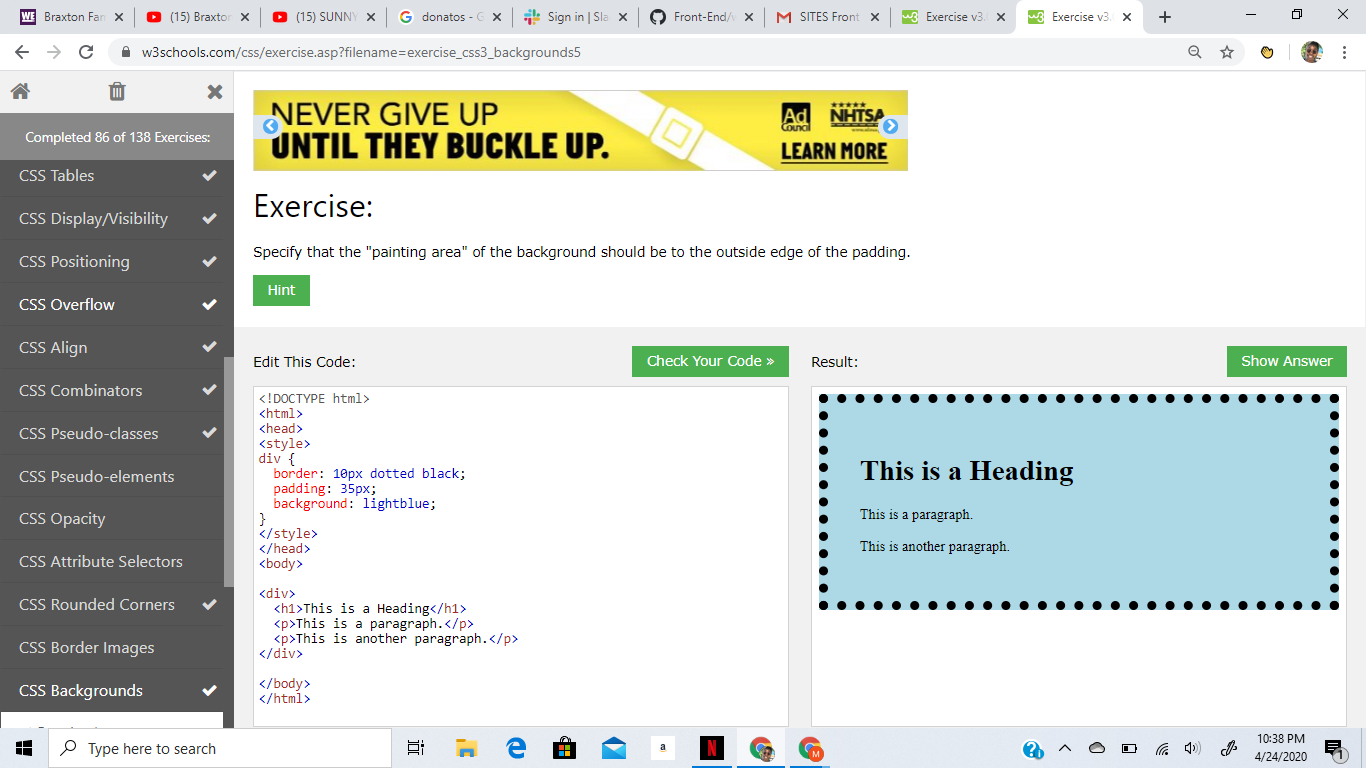 Braxton Fan
(15) Braxton
(15) SUNNY
donatos - G
Sign in | Sla
Front-End/v
SITES Front
Exercise v3.
Exercise v3.
w3schools.com/css/exercise.asp?filename=exercise_css3_backgrounds5
Completed 86 of 138 Exercises:
CSS Tables
CSS Display/Visibility
CSS Positioning
CSS Overflow
CSS Align
CSS Combinators
CSS Pseudo-classes
CSS Pseudo-elements
CSS Opacity
CSS Attribute Selectors
CSS Rounded Corners
CSS Border Images
CSS Backgrounds
NEVER GIVE UP
UNTIL THEY BUCKLE UP.
Ad
Council
NHTSA
LEARN MORE
Exercise:
Specify that the "painting area" of the background should be to the outside edge of the padding.
Hint
Edit This Code:
Check Your Code »
Result:
Show Answer
<!DOCTYPE html>
<html>
<head>
<style>
div {
  border: 10px dotted black;
  padding: 35px;
  background: lightblue;
}
</style>
</head>
<body>
<div>
  <h1>This is a Heading</h1>
  <p>This is a paragraph.</p>
  <p>This is another paragraph.</p>
</div>
</body>
</html>
This is a Heading
This is a paragraph.
This is another paragraph.
Type here to search
10:38 PM
4/24/2020